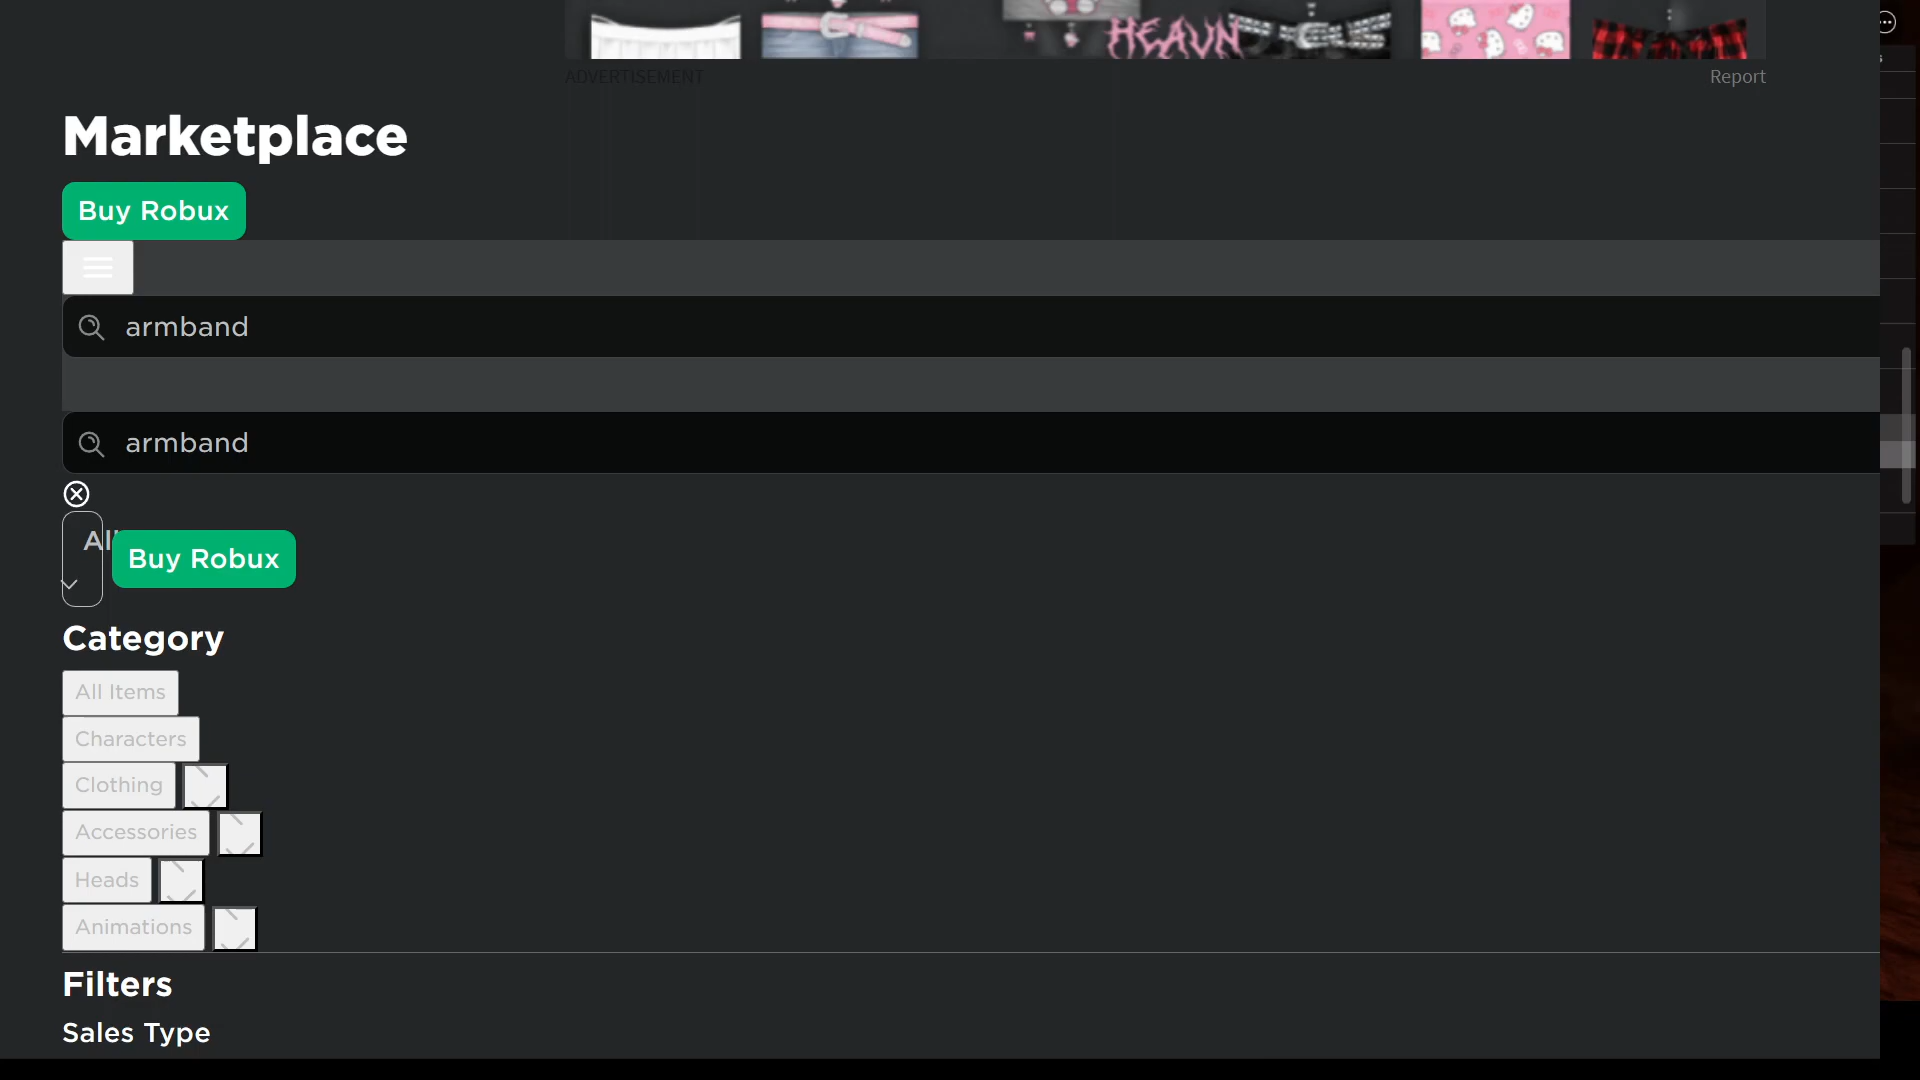 HEAVN
ADVERTISEMENT
Report
Marketplace
Buy Robux
armband
armband
All
Buy Robux
Category
All Items
Characters
Clothing
Accessories
Heads
Animations
Filters
Sales Type